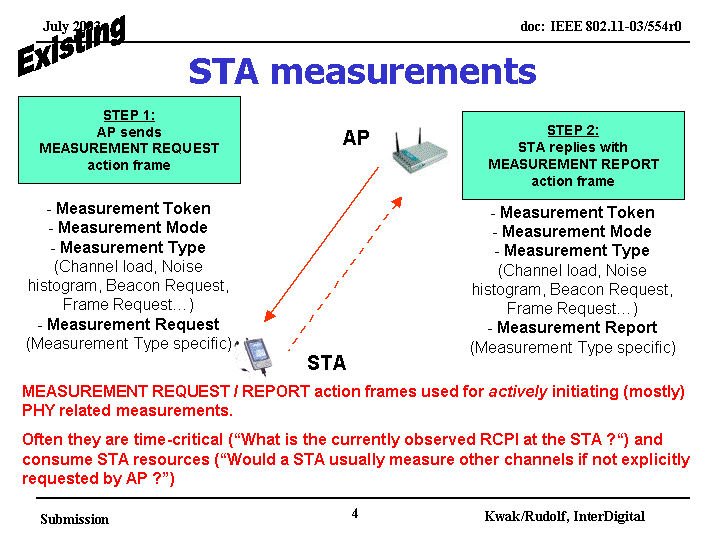 July 2003
doc: IEEE 802.11-03/554r0
Existing
STA measurements
STEP 1:
AP sends
MEASUREMENT REQUEST
action frame
AP
STEP 2:
STA replies with
MEASUREMENT REPORT
action frame
- Measurement Token
- Measurement Mode
- Measurement Type
(Channel load, Noise
histogram, Beacon Request,
Frame Request…)
- Measurement Request
(Measurement Type specific)
- Measurement Token
- Measurement Mode
- Measurement Type
(Channel load, Noise
histogram, Beacon Request,
Frame Request…)
- Measurement Report
(Measurement Type specific)
STA
MEASUREMENT REQUEST / REPORT action frames used for actively initiating (mostly)
PHY related measurements.
Often they are time-critical (“What is the currently observed RCPI at the STA ?“) and
consume STA resources (“Would a STA usually measure other channels if not explicitly
requested by AP ?”)
Submission
4
Kwak/Rudolf, InterDigital